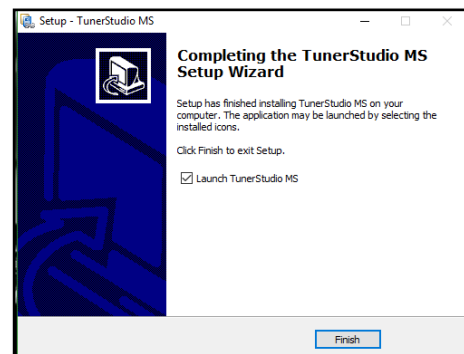 Setup - TunerStudio MS
Completing the TunerStudio MS
Setup Wizard
Setup has finished installing TunerStudio MS on your
computer. The application may be launched by selecting the
installed icons.
Click Finish to exit Setup.
Launch TunerStudio MS
Finish